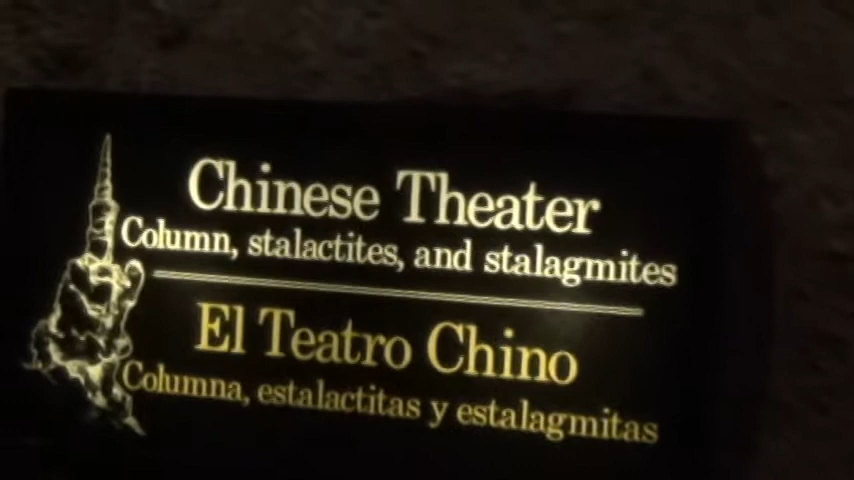 Chinese Theater
Column, stalactites, and stalagmites
El Teatro Chino
Columna, estalactitas y estalagmitas